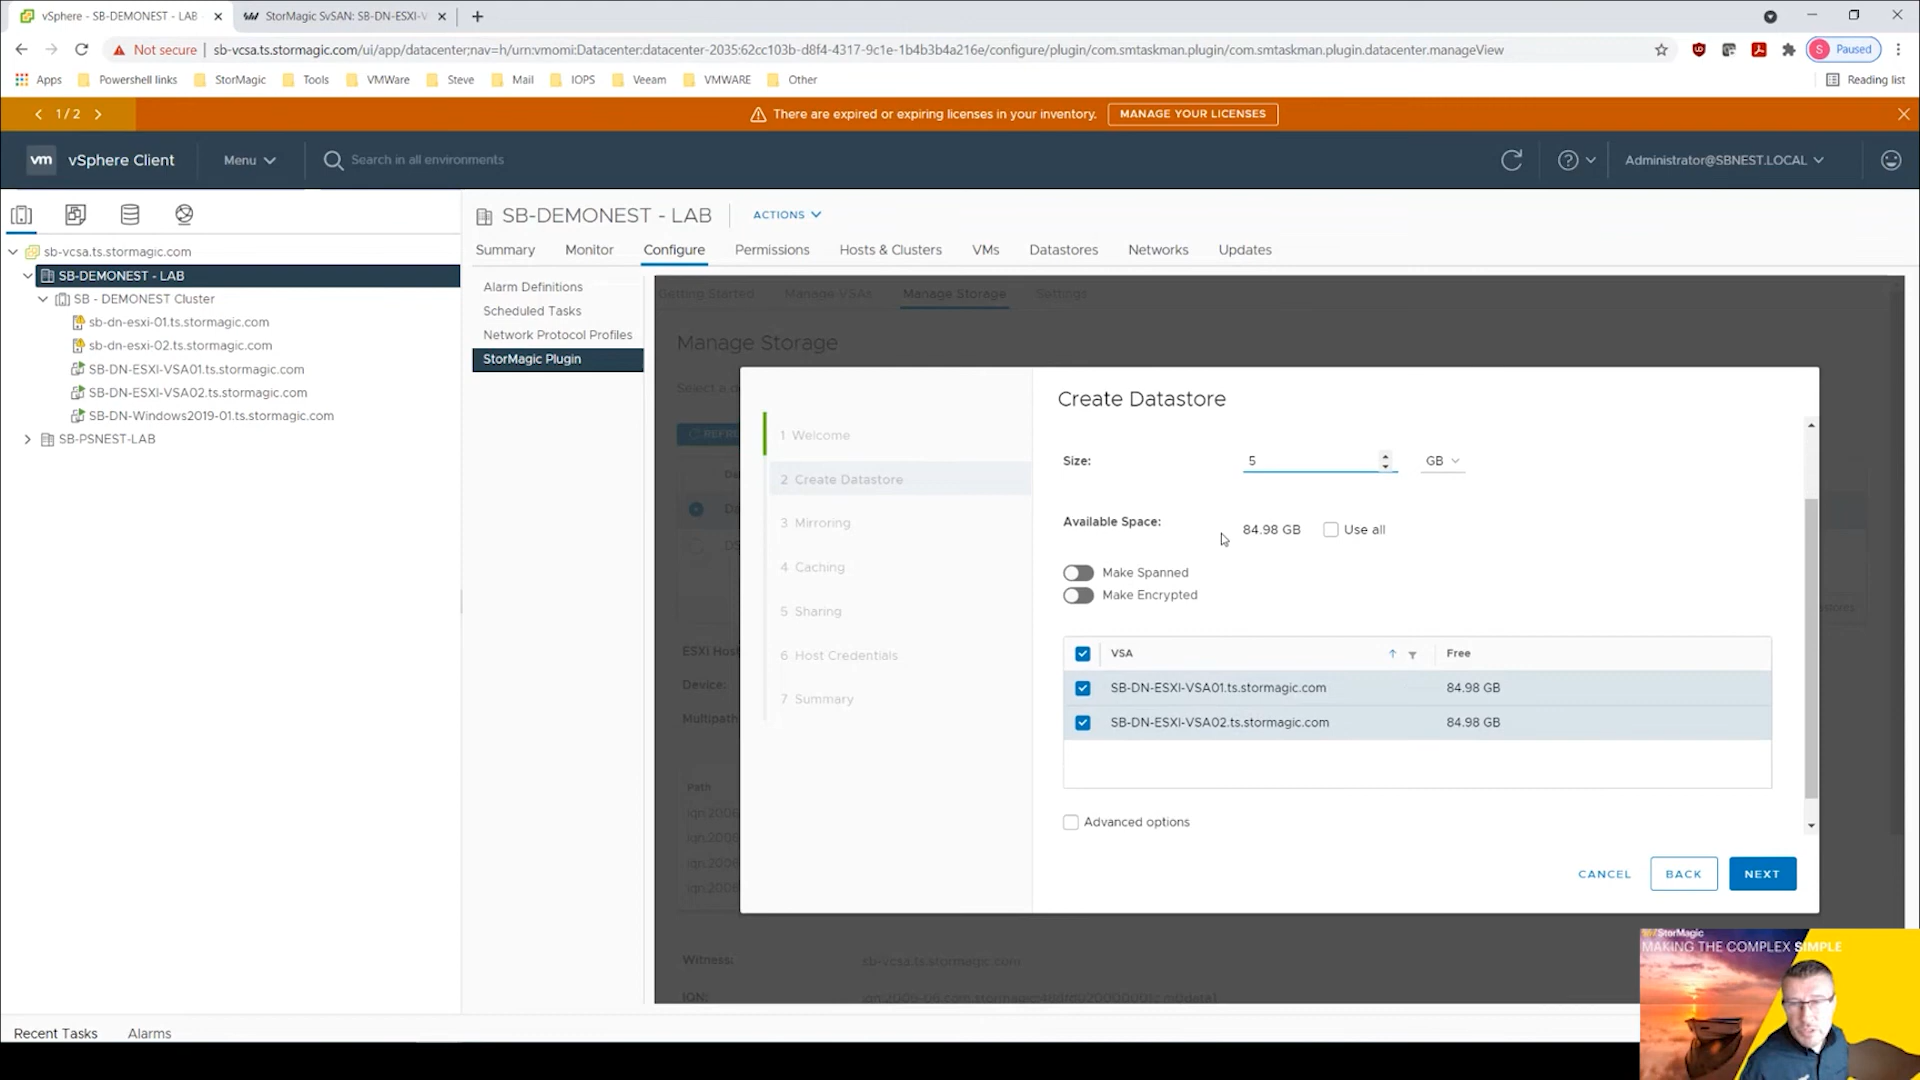 vSphere - SB-DEMONEST - LAB
StorMagic SvSAN: SB-DN-ESXI-V
Not secure
sb-vcsa.ts.stormagic.com/ui/app/datacenter;nav=h/urn:vmomi:Datacenter:datacenter-2035:62cc103b-d8f4-4317-9c1e-1b4b3b4a216e/configure/plugin/com.smtaskman.plugin/com.smtaskman.plugin.datacenter.manageView
S Paused
Apps
Powershell links
StorMagic
Tools
VMWare
Steve
Mail
IOPS
Veeam
VMWARE
Other
Reading list
1 / 2
There are expired or expiring licenses in your inventory.
MANAGE YOUR LICENSES
vm vSphere Client
Menu
Search in all environments
Administrator@SBNEST.LOCAL
sb-vcsa.ts.stormagic.com
SB-DEMONEST - LAB
SB - DEMONEST Cluster
sb-dn-esxi-01.ts.stormagic.com
sb-dn-esxi-02.ts.stormagic.com
SB-DN-ESXI-VSA01.ts.stormagic.com
SB-DN-ESXI-VSA02.ts.stormagic.com
SB-DN-Windows2019-01.ts.stormagic.com
SB-PSNEST-LAB
SB-DEMONEST - LAB
ACTIONS
Summary
Monitor
Configure
Permissions
Hosts & Clusters
VMs
Datastores
Networks
Updates
Alarm Definitions
Scheduled Tasks
Network Protocol Profiles
StorMagic Plugin
Getting Started
Manage VSAs
Manage Storage
Settings
Manage Storage
1 Welcome
2 Create Datastore
3 Mirroring
4 Caching
5 Sharing
6 Host Credentials
7 Summary
Create Datastore
Size:
5
GB
Available Space:
84.98 GB
Use all
Make Spanned
Make Encrypted
VSA
Free
SB-DN-ESXI-VSA01.ts.stormagic.com
84.98 GB
SB-DN-ESXI-VSA02.ts.stormagic.com
84.98 GB
Advanced options
CANCEL
BACK
NEXT
Device:
Path
Witness:
sb-vcsa.ts.stormagic.com
IQN:
Recent Tasks
Alarms
StorMagic
MAKING THE COMPLEX SIMPLE